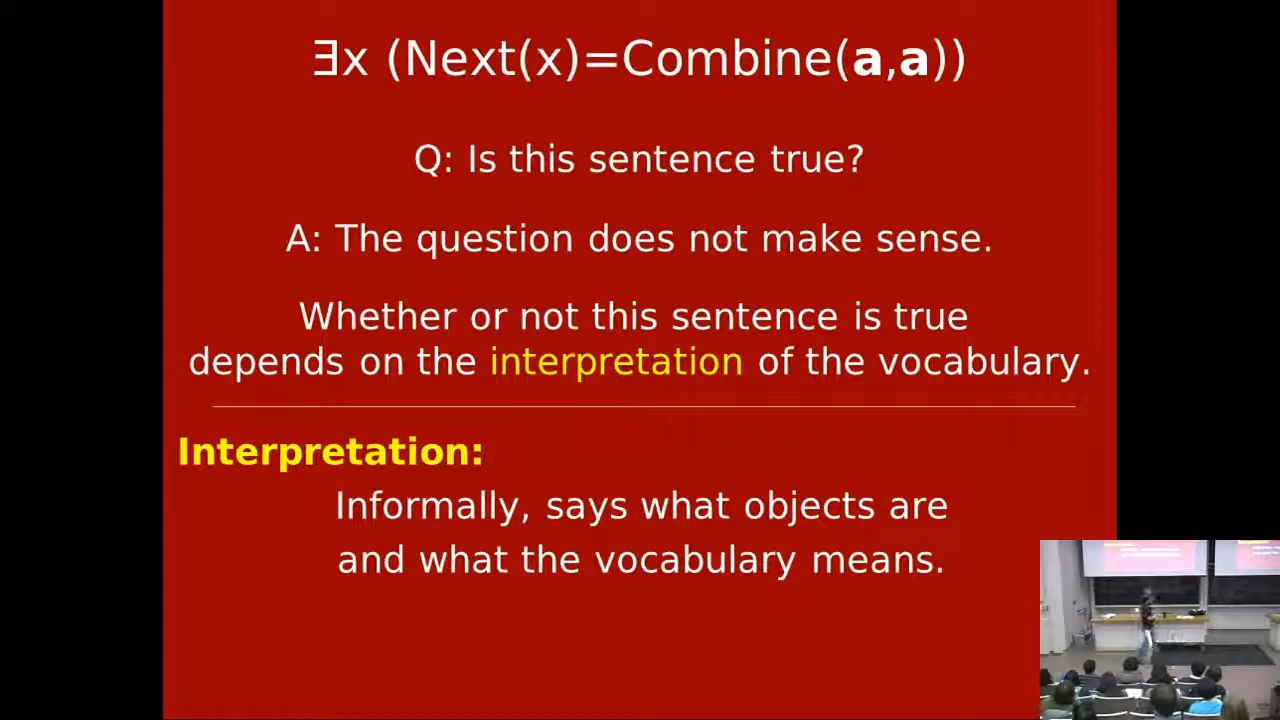 ∃x (Next(x)=Combine(a,a))
Q: Is this sentence true?
A: The question does not make sense.
Whether or not this sentence is true
depends on the interpretation of the vocabulary.
Interpretation:
Informally, says what objects are
and what the vocabulary means.